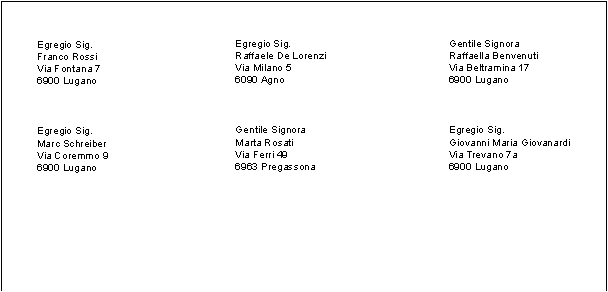 Egregio Sig.
Franco Rossi
Via Fontana 7
6900 Lugano
Egregio Sig.
Raffaele De Lorenzi
Via Milano 5
6090 Agno
Gentile Signora
Raffaella Benvenuti
Via Beltramina 17
6900 Lugano
Egregio Sig.
Marc Schreiber
Via Coremmo 9
6900 Lugano
Gentile Signora
Marta Rosati
Via Ferri 49
6963 Pregassona
Egregio Sig.
Giovanni Maria Giovanardi
Via Trevano 7a
6900 Lugano